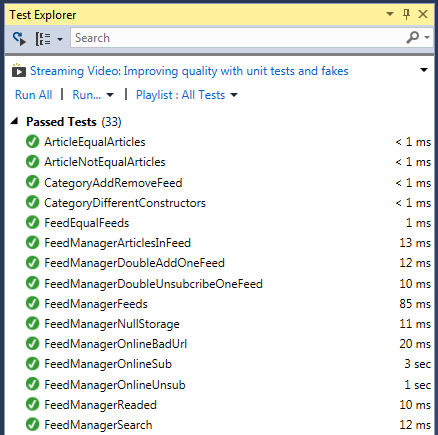 Test Explorer
Search
Streaming Video: Improving quality with unit tests and fakes
Run All | Run... Playlist : All Tests
Passed Tests (33)
ArticleEqualArticles < 1 ms
ArticleNotEqualArticles < 1 ms
CategoryAddRemoveFeed < 1 ms
CategoryDifferentConstructors < 1 ms
FeedEqualFeeds 1 ms
FeedManagerArticlesInFeed 13 ms
FeedManagerDoubleAddOneFeed 12 ms
FeedManagerDoubleUnsubcribeOneFeed 10 ms
FeedManagerFeeds 85 ms
FeedManagerNullStorage 11 ms
FeedManagerOnlineBadUrl 20 ms
FeedManagerOnlineSub 3 sec
FeedManagerOnlineUnsub 1 sec
FeedManagerReaded 10 ms
FeedManagerSearch 12 ms